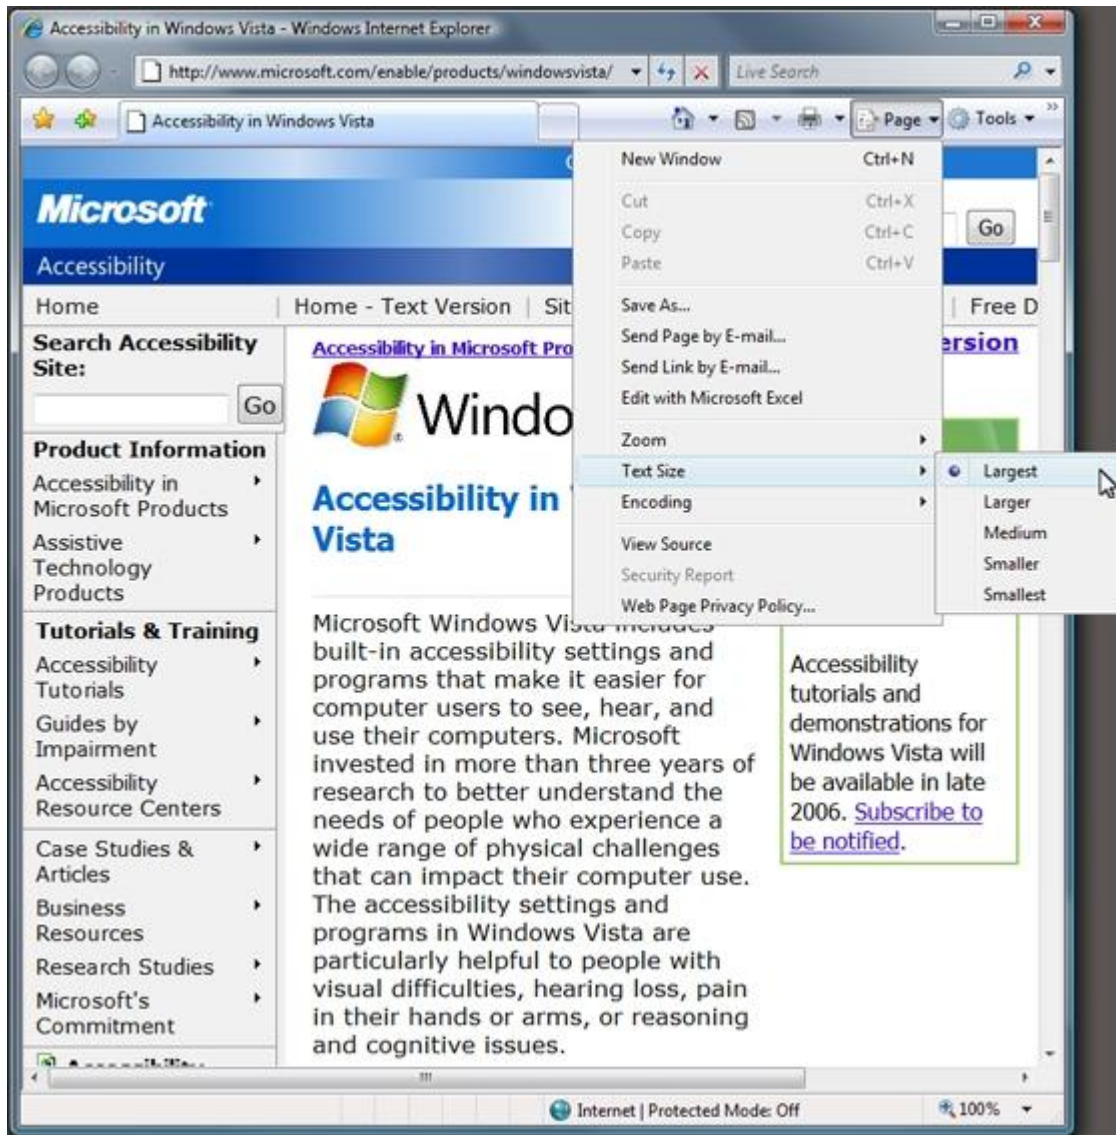 Accessibility in Windows Vista - Windows Internet Explorer
http://www.microsoft.com/enable/products/windowsvista/
Live Search
Accessibility in Windows Vista
Page
Tools
Microsoft
Go
Accessibility
Home
Home - Text Version
Sit
Free D
Search Accessibility
Site:
Go
Product Information
Accessibility in
Microsoft Products
Assistive
Technology
Products
Tutorials & Training
Accessibility
Tutorials
Guides by
Impairment
Accessibility
Resource Centers
Case Studies &
Articles
Business
Resources
Research Studies
Microsoft's
Commitment
Accessibility in Microsoft Pro
ersion
Windo
Accessibility in
Vista
Microsoft Windows Vista includes
built-in accessibility settings and
programs that make it easier for
computer users to see, hear, and
use their computers. Microsoft
invested in more than three years of
research to better understand the
needs of people who experience a
wide range of physical challenges
that can impact their computer use.
The accessibility settings and
programs in Windows Vista are
particularly helpful to people with
visual difficulties, hearing loss, pain
in their hands or arms, or reasoning
and cognitive issues.
Accessibility
tutorials and
demonstrations for
Windows Vista will
be available in late
2006. Subscribe to
be notified.
New Window Ctrl+N
Cut Ctrl+X
Copy Ctrl+C
Paste Ctrl+V
Save As...
Send Page by E-mail...
Send Link by E-mail...
Edit with Microsoft Excel
Zoom
Text Size
Encoding
View Source
Security Report
Web Page Privacy Policy...
Largest
Larger
Medium
Smaller
Smallest
Internet | Protected Mode: Off
100%